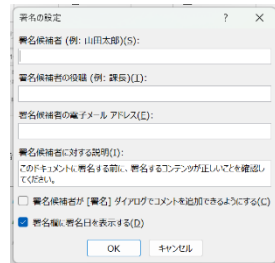 署名の設定 ? ×
署名候補者 (例: 山田太郎)(S):
署名候補者の役職 (例: 課長)(T):
署名候補者の電子メール アドレス(E):
署名候補者に対する説明(I):
このドキュメントに署名する前に、署名するコンテンツが正しいことを確認し
てください。
署名候補者が [署名] ダイアログでコメントを追加できるようにする(C)
署名欄に署名日を表示する(D)
OK キャンセル